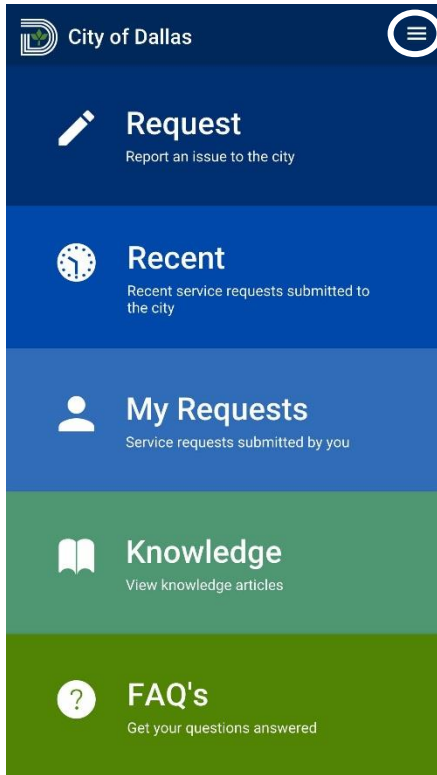 City of Dallas
Request
Report an issue to the city
Recent
Recent service requests submitted to
the city
My Requests
Service requests submitted by you
Knowledge
View knowledge articles
?
FAQ's
Get your questions answered